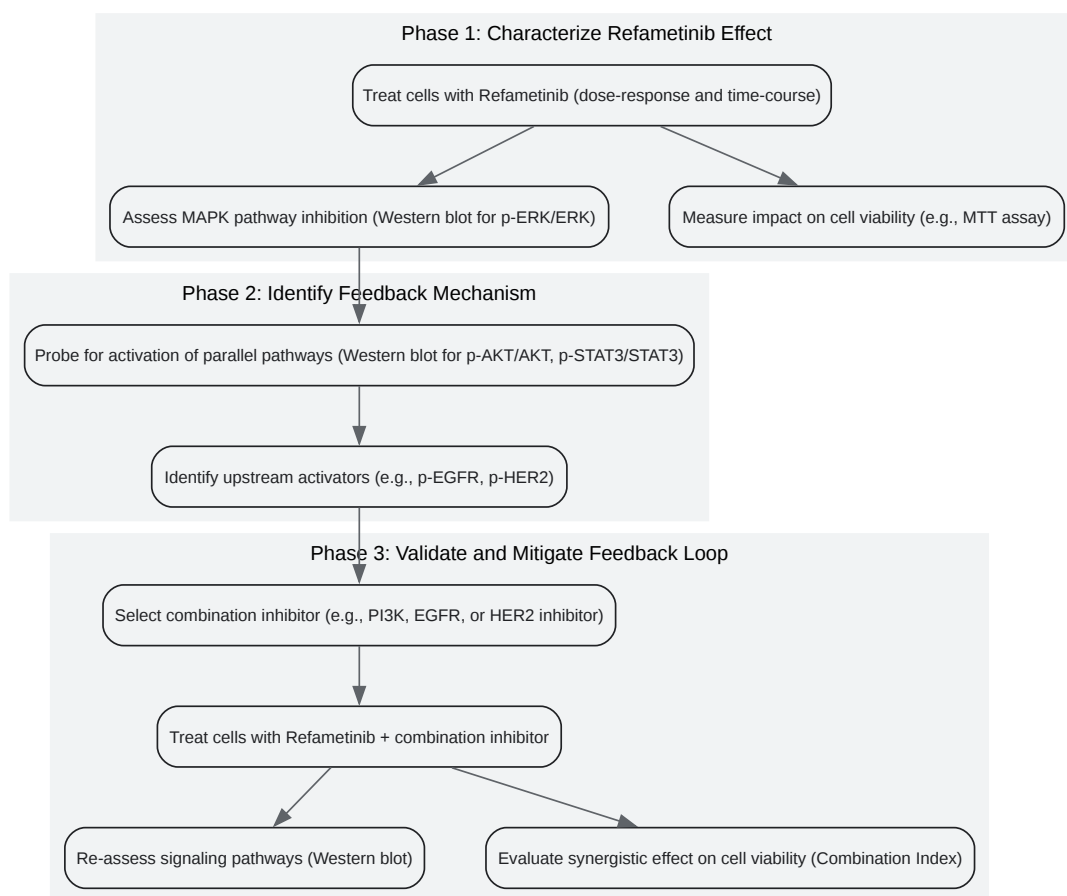 Phase 1: Characterize Refametinib Effect
Treat cells with Refametinib (dose-response and time-course)
Assess MAPK pathway inhibition (Western blot for p-ERK/ERK)
Measure impact on cell viability (e.g., MTT assay)
Phase 2: Identify Feedback Mechanism
Probe for activation of parallel pathways (Western blot for p-AKT/AKT, p-STAT3/STAT3)
Identify upstream activators (e.g., p-EGFR, p-HER2)
Phase 3: Validate and Mitigate Feedback Loop
Select combination inhibitor (e.g., PI3K, EGFR, or HER2 inhibitor)
Treat cells with Refametinib + combination inhibitor
Re-assess signaling pathways (Western blot)
Evaluate synergistic effect on cell viability (Combination Index)